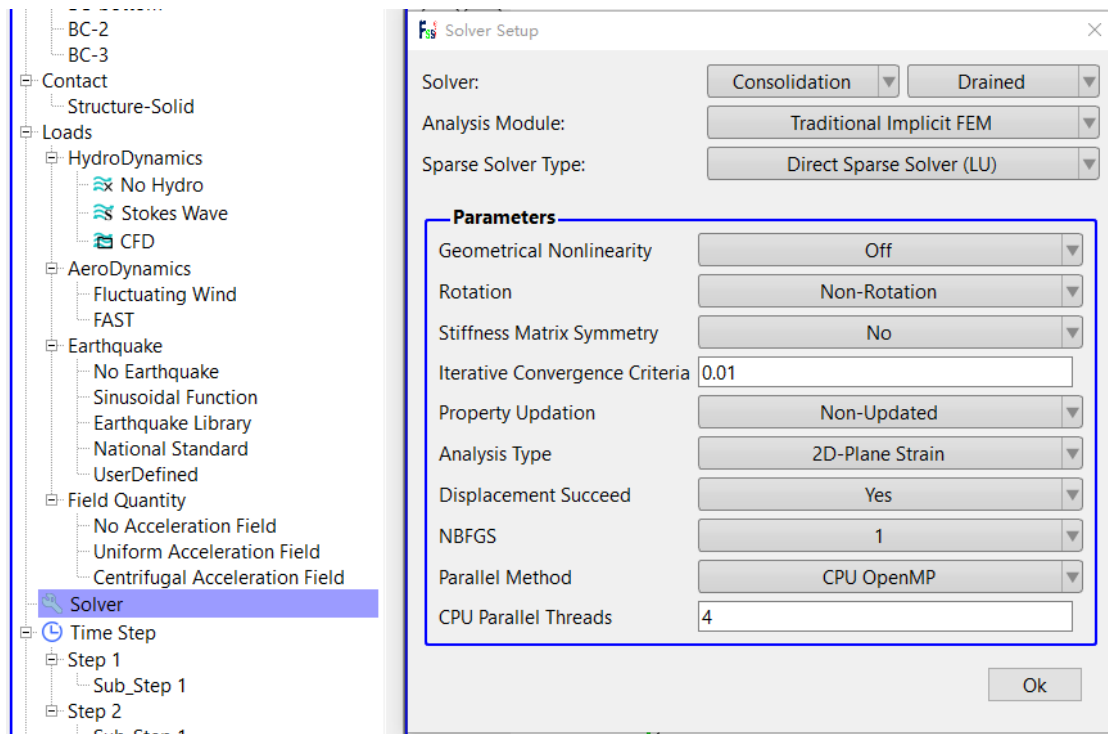 BC-2
BC-3
Contact
Structure-Solid
Loads
HydroDynamics
No Hydro
Stokes Wave
CFD
AeroDynamics
Fluctuating Wind
FAST
Earthquake
No Earthquake
Sinusoidal Function
Earthquake Library
National Standard
UserDefined
Field Quantity
No Acceleration Field
Uniform Acceleration Field
Centrifugal Acceleration Field
Solver
Time Step
Step 1
Sub_Step 1
Step 2
Solver Setup
Solver: Consolidation Drained
Analysis Module: Traditional Implicit FEM
Sparse Solver Type: Direct Sparse Solver (LU)
Parameters
Geometrical Nonlinearity Off
Rotation Non-Rotation
Stiffness Matrix Symmetry No
Iterative Convergence Criteria 0.01
Property Updation Non-Updated
Analysis Type 2D-Plane Strain
Displacement Succeed Yes
NBFGS 1
Parallel Method CPU OpenMP
CPU Parallel Threads 4
Ok